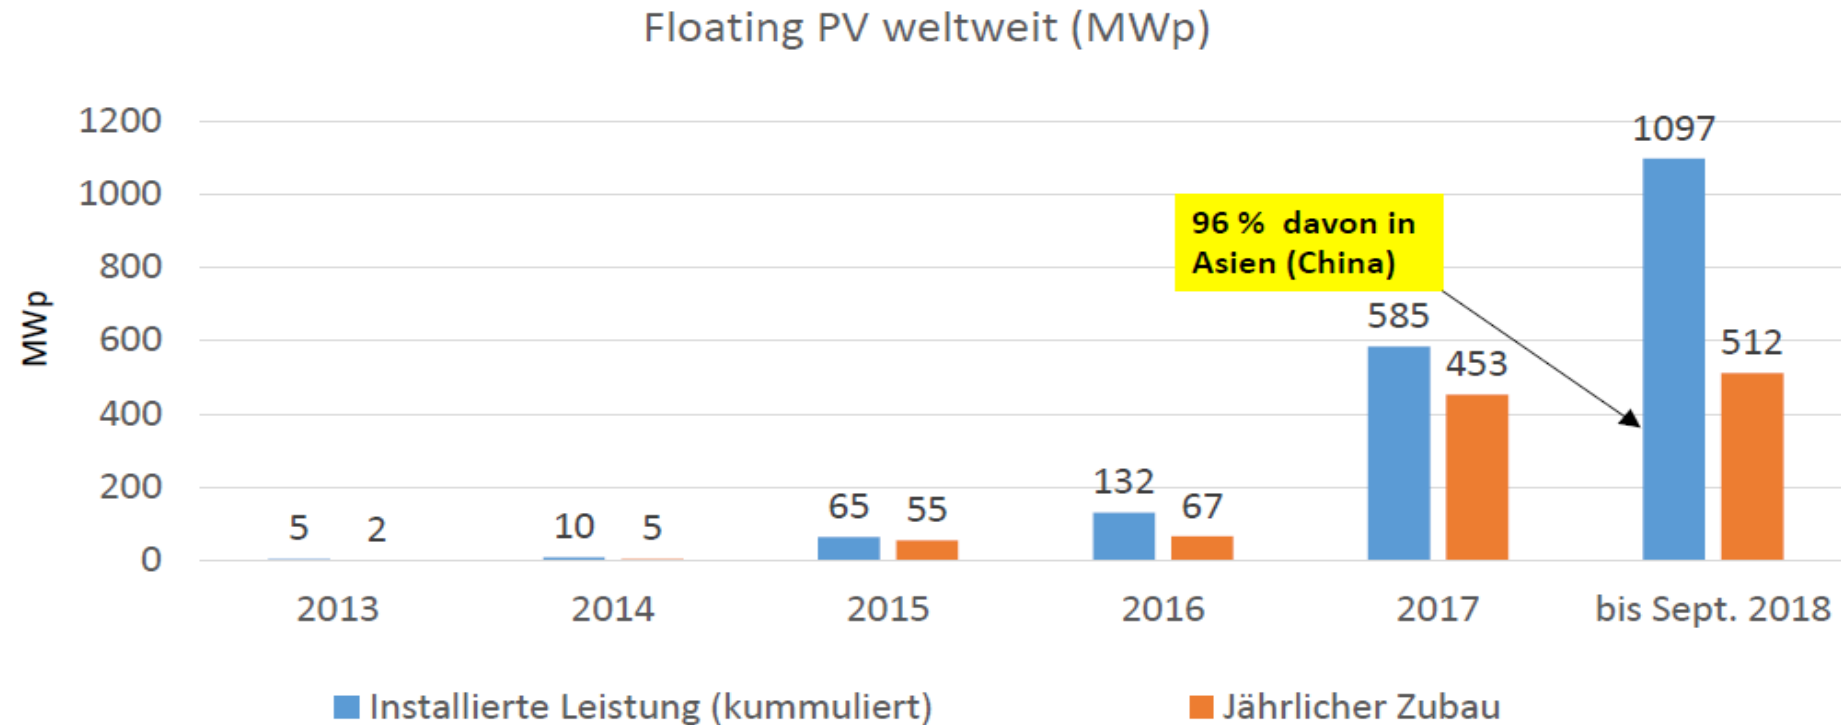 Floating PV weltweit (MWp)
1200
1000
800
600
400
200
0
MWp
96 % davon in
Asien (China)
5 2
10 5
65 55
132 67
585 453
1097 512
2013 2014 2015 2016 2017 bis Sept. 2018
Installierte Leistung (kummuliert) Jährlicher Zubau